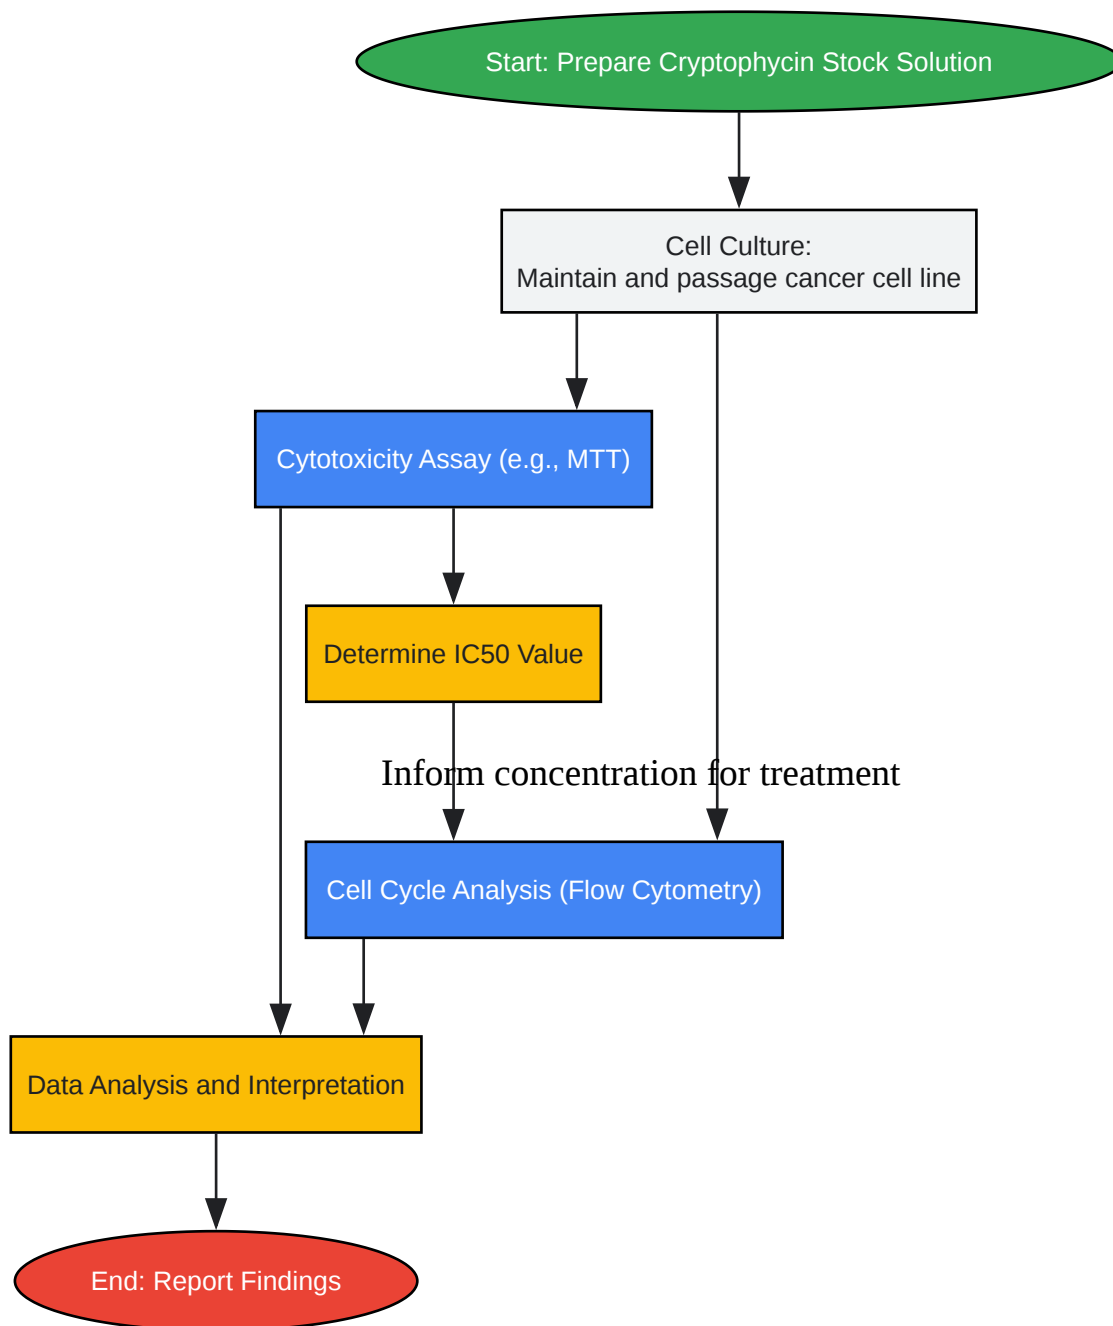 Start: Prepare Cryptophycin Stock Solution
Cell Culture:
Maintain and passage cancer cell line
Cytotoxicity Assay (e.g., MTT)
Determine IC50 Value
Inform concentration for treatment
Cell Cycle Analysis (Flow Cytometry)
Data Analysis and Interpretation
End: Report Findings